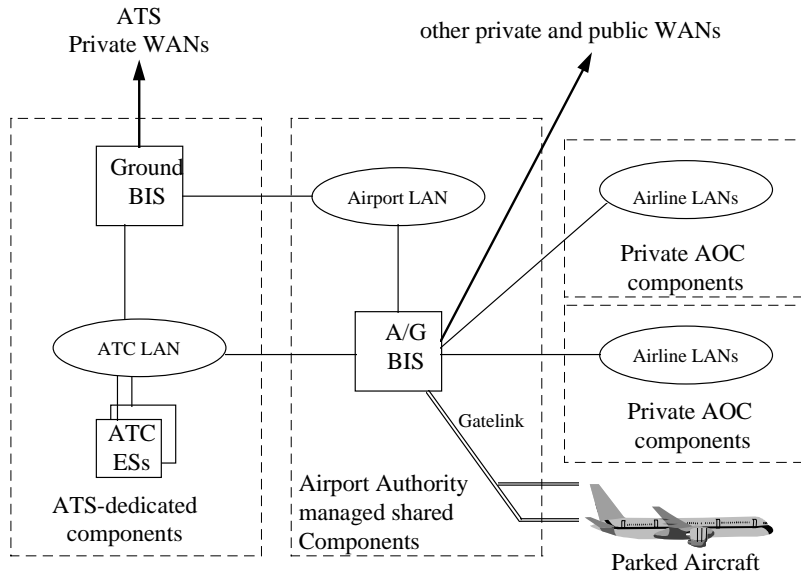 ATS
Private WANs
other private and public WANs
Ground
BIS
Airport LAN
Airline LANs
Private AOC
components
ATC LAN
A/G
BIS
Airline LANs
Private AOC
components
Gatelink
ATC
ESs
ATS-dedicated
components
Airport Authority
managed shared
Components
Parked Aircraft